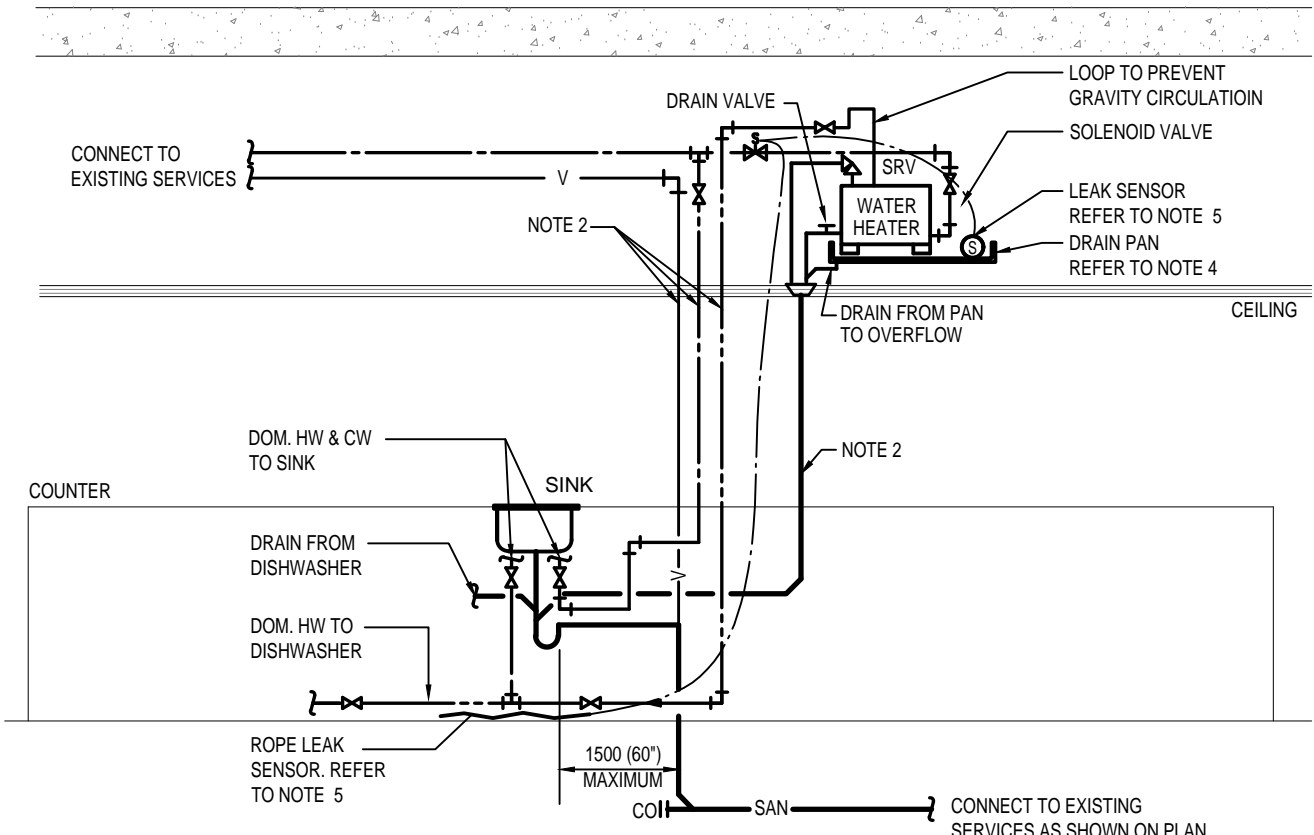 LOOP TO PREVENT
GRAVITY CIRCULATIOIN
DRAIN VALVE
SOLENOID VALVE
S
CONNECT TO
EXISTING SERVICES
V
SRV
LEAK SENSOR
REFER TO NOTE 5
WATER
HEATER
NOTE 2
S
DRAIN PAN
REFER TO NOTE 4
CEILING
DRAIN FROM PAN
TO OVERFLOW
DOM. HW & CW
TO SINK
NOTE 2
SINK
COUNTER
DRAIN FROM
DISHWASHER
V
DOM. HW TO
DISHWASHER
ROPE LEAK
SENSOR. REFER
TO NOTE 5
1500 (60")
MAXIMUM
CO
SAN
CONNECT TO EXISTING
SERVICES AS SHOWN ON PLAN